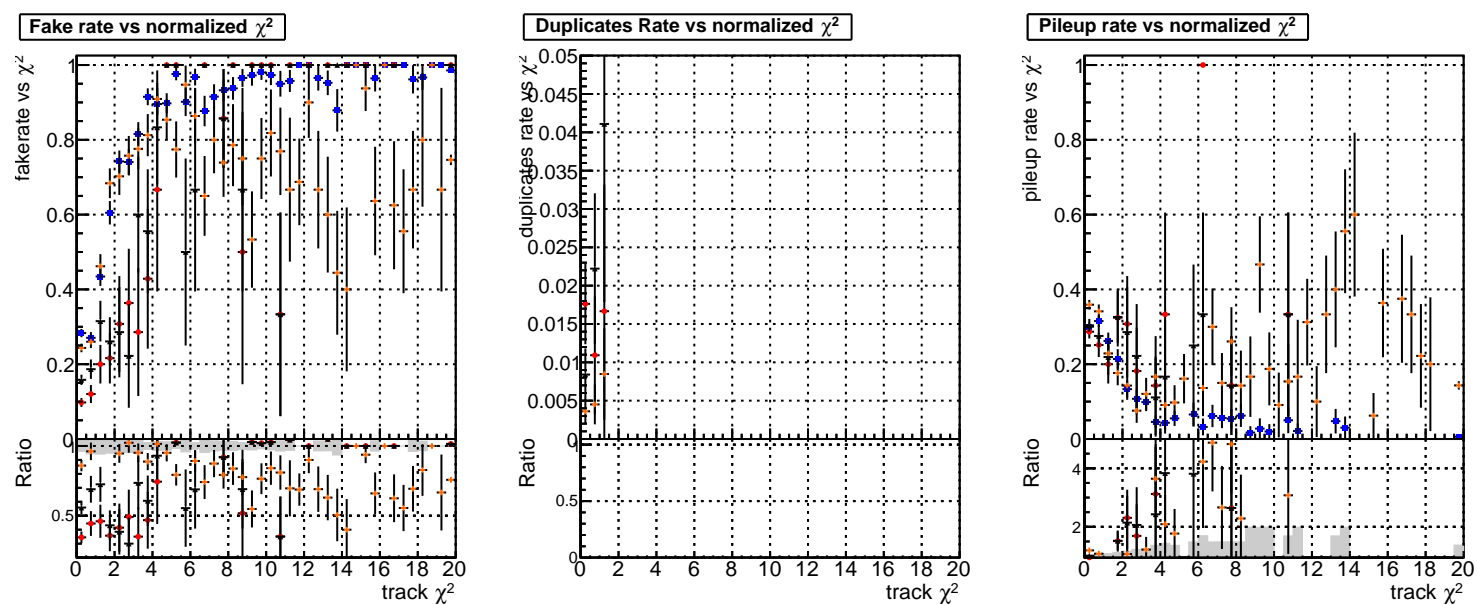 Fake rate vs normalized χ²
fakerate vs χ²
1
0.8
0.6
0.4
0.2
0
Ratio
0.5
0 2 4 6 8 10 12 14 16 18 20
track χ²
Duplicates Rate vs normalized χ²
duplicates rate vs χ²
0.05
0.045
0.04
0.035
0.03
0.025
0.02
0.015
0.01
0.005
0
Ratio
0.5
0
0 2 4 6 8 10 12 14 16 18 20
track χ²
Pileup rate vs normalized χ²
pileup rate vs χ²
1
0.8
0.6
0.4
0.2
0
Ratio
4
2
0 2 4 6 8 10 12 14 16 18 20
track χ²